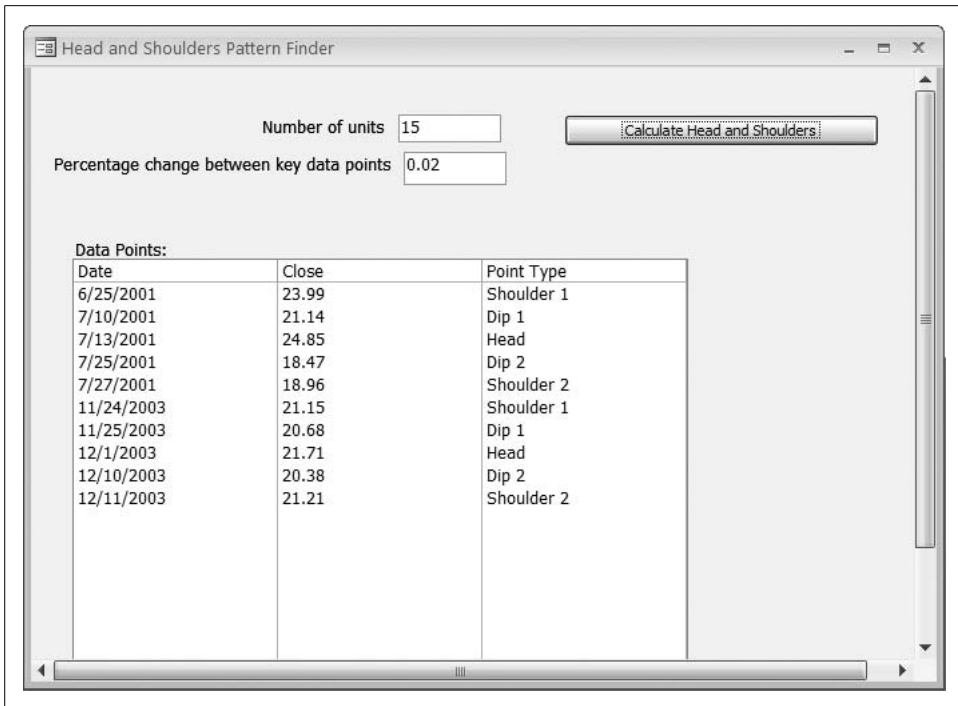 Head and Shoulders Pattern Finder
Number of units 15
Calculate Head and Shoulders
Percentage change between key data points 0.02
Data Points:
Date Close Point Type
6/25/2001 23.99 Shoulder 1
7/10/2001 21.14 Dip 1
7/13/2001 24.85 Head
7/25/2001 18.47 Dip 2
7/27/2001 18.96 Shoulder 2
11/24/2003 21.15 Shoulder 1
11/25/2003 20.68 Dip 1
12/1/2003 21.71 Head
12/10/2003 20.38 Dip 2
12/11/2003 21.21 Shoulder 2